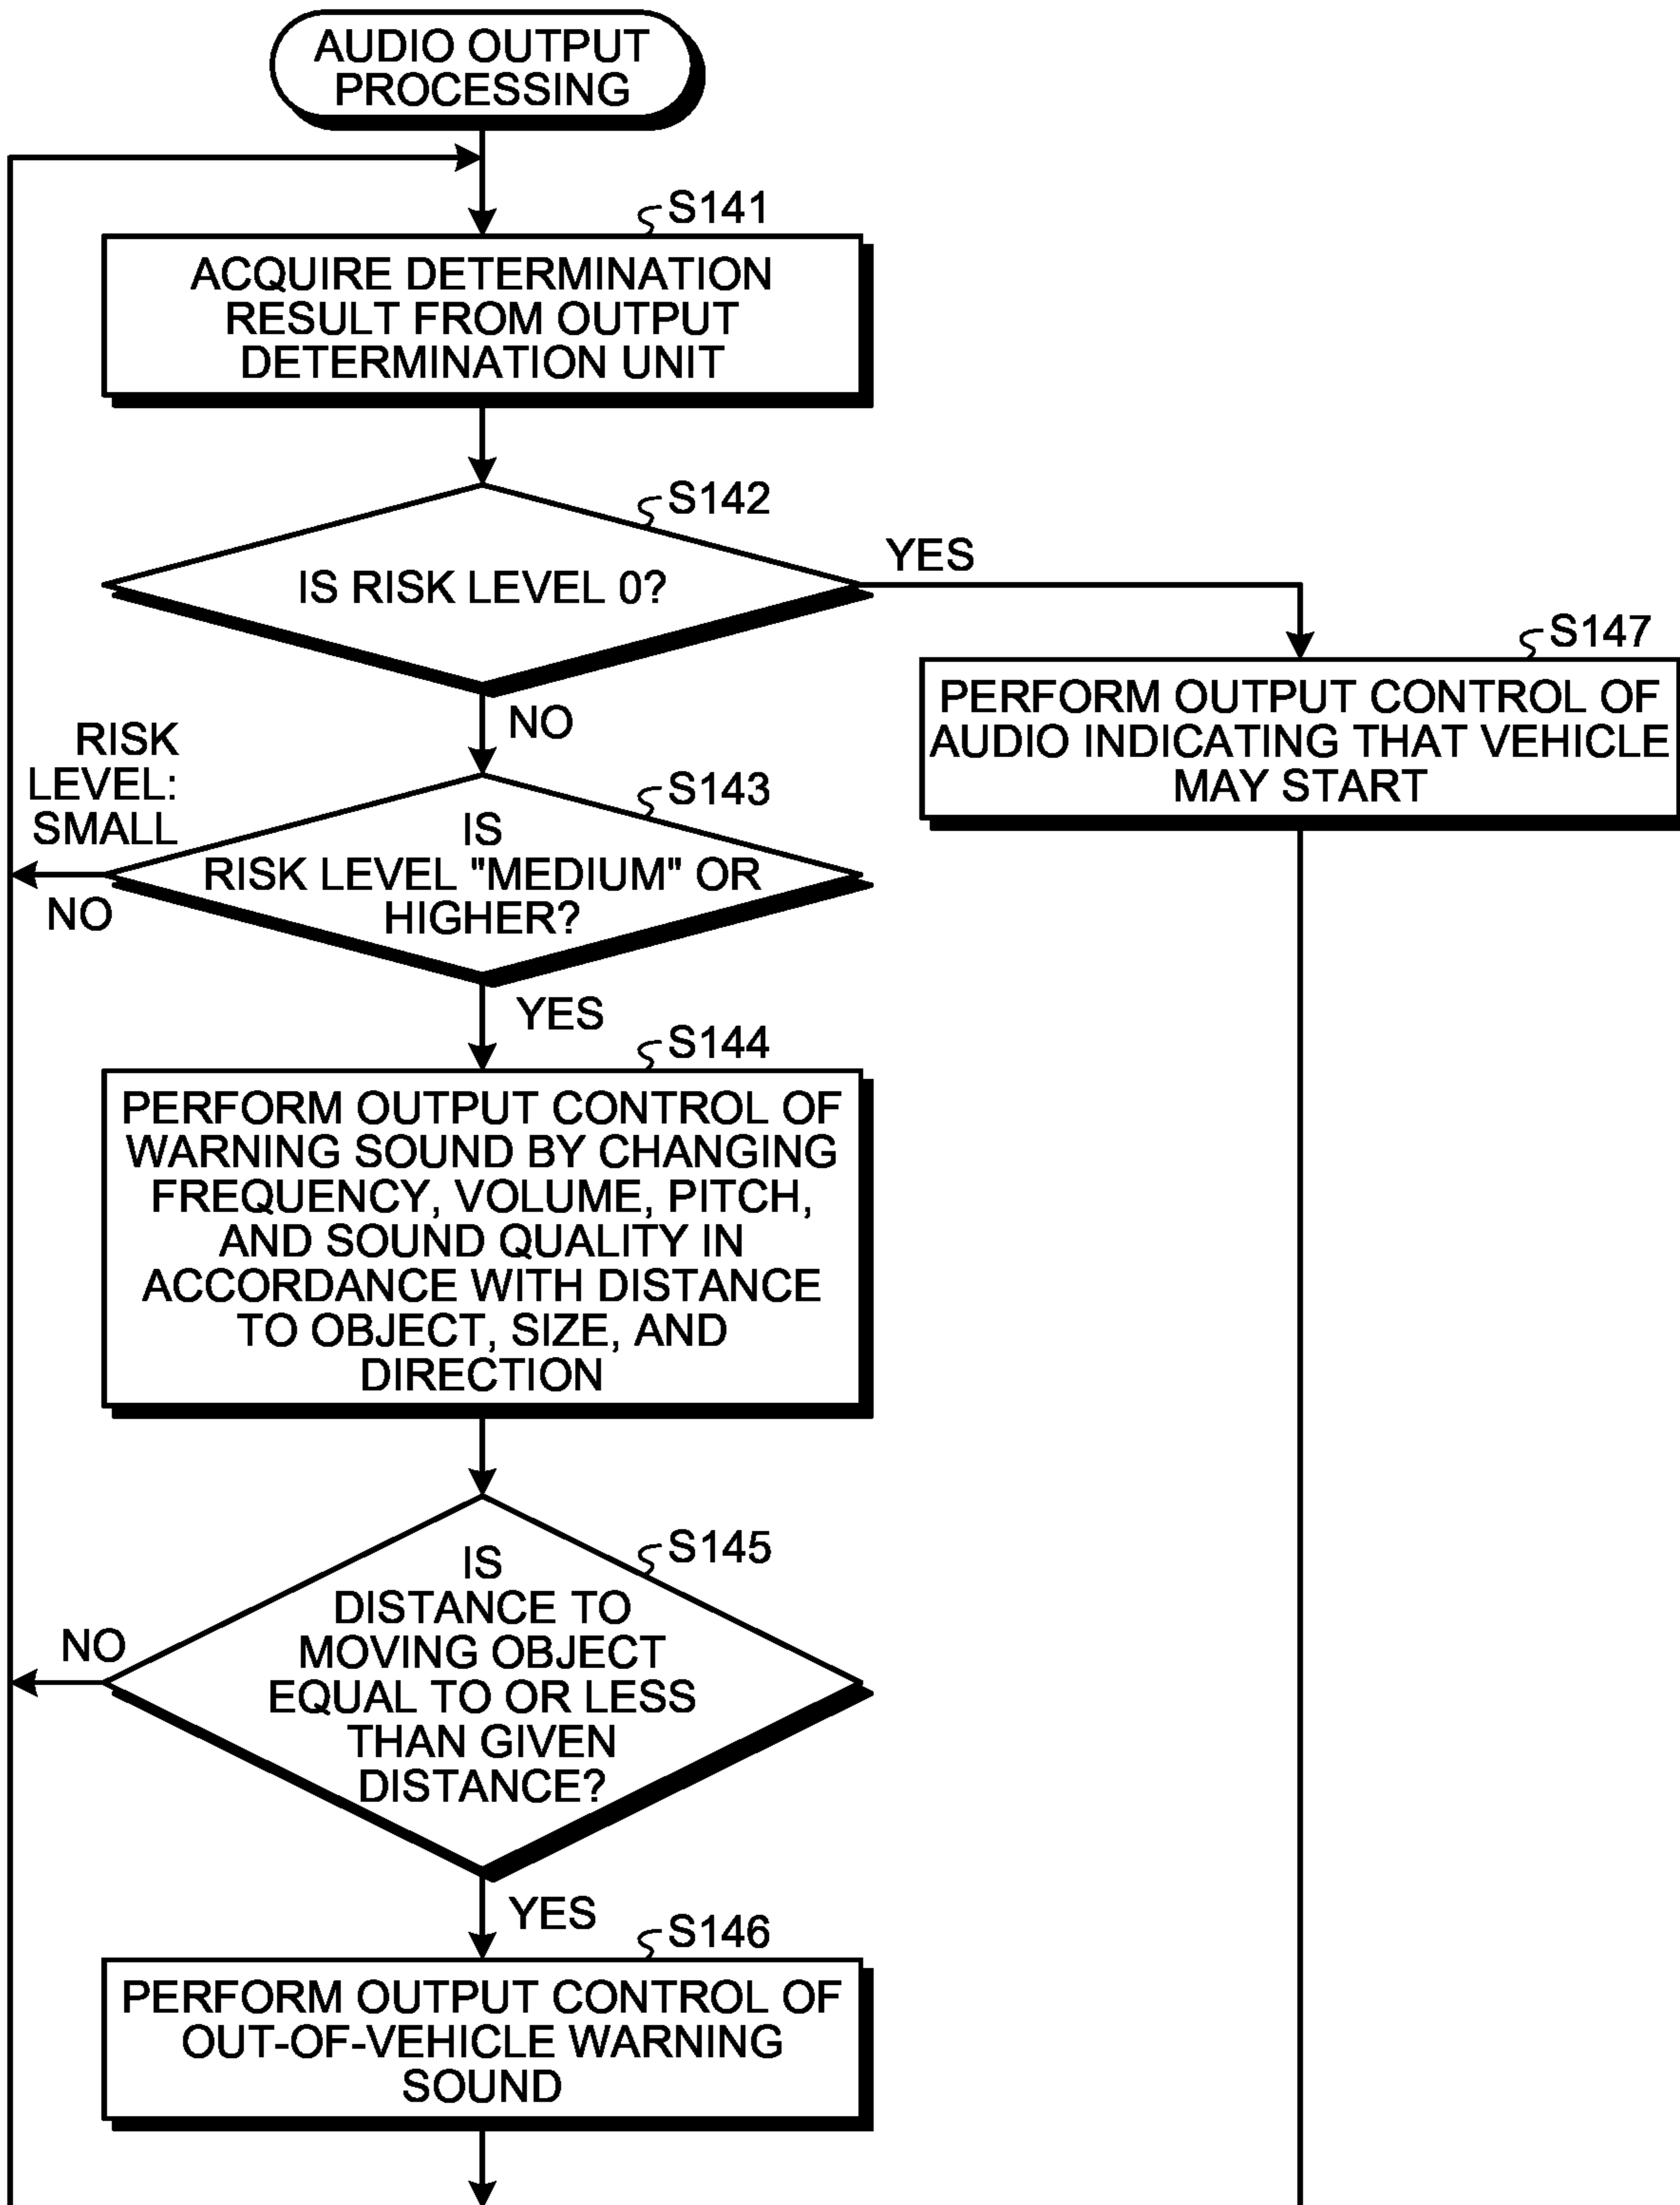 AUDIO OUTPUT
PROCESSING
S141
ACQUIRE DETERMINATION
RESULT FROM OUTPUT
DETERMINATION UNIT
S142
IS RISK LEVEL 0?
YES
NO
S147
PERFORM OUTPUT CONTROL OF
AUDIO INDICATING THAT VEHICLE
MAY START
RISK
LEVEL:
SMALL
S143
IS
RISK LEVEL "MEDIUM" OR
HIGHER?
NO
YES
S144
PERFORM OUTPUT CONTROL OF
WARNING SOUND BY CHANGING
FREQUENCY, VOLUME, PITCH,
AND SOUND QUALITY IN
ACCORDANCE WITH DISTANCE
TO OBJECT, SIZE, AND
DIRECTION
S145
IS
DISTANCE TO
MOVING OBJECT
EQUAL TO OR LESS
THAN GIVEN
DISTANCE?
NO
YES
S146
PERFORM OUTPUT CONTROL OF
OUT-OF-VEHICLE WARNING
SOUND